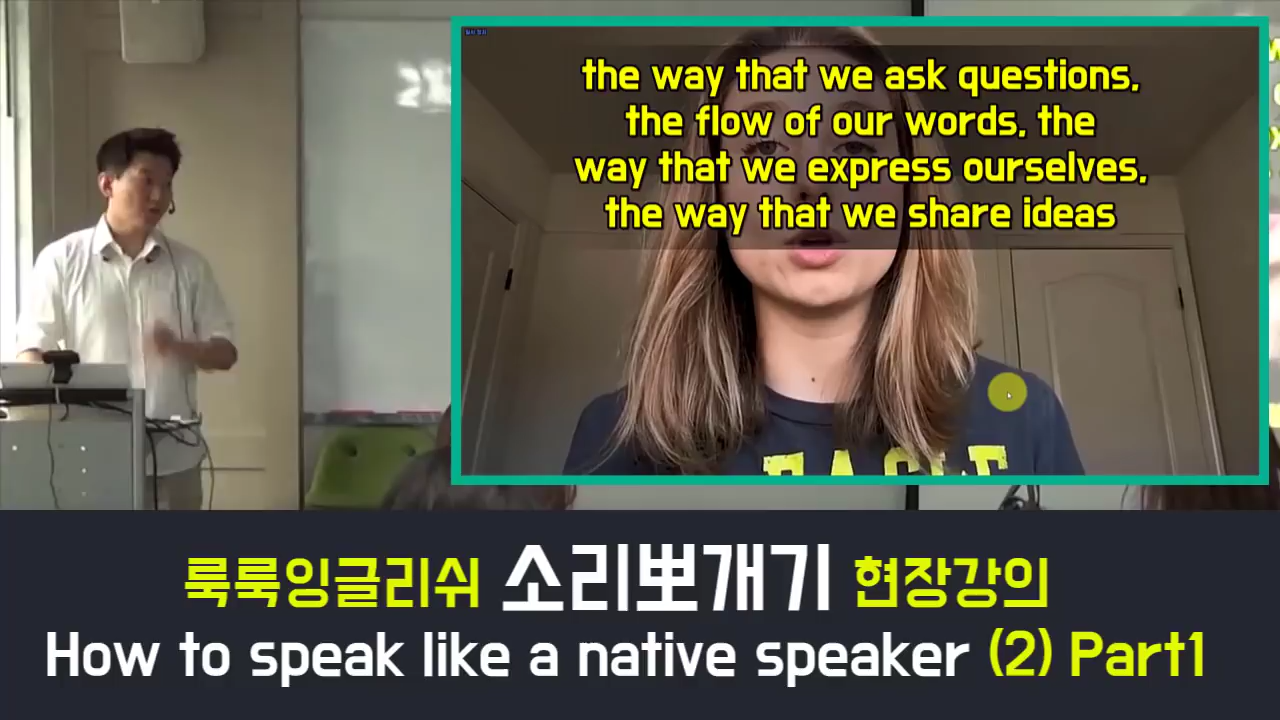 the way that we ask questions,
the flow of our words, the
way that we express ourselves,
the way that we share ideas
EAGLE
룩룩잉글리쉬 소리뽀개기 현장강의
How to speak like a native speaker (2) Part1